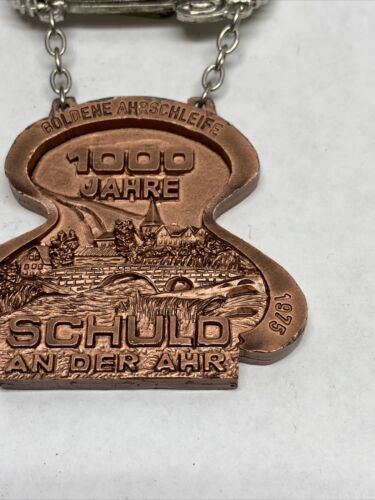 GOLDENE AHRSCHLEIFE
1000
JAHRE
1975
SCHULD
AN DER AHR